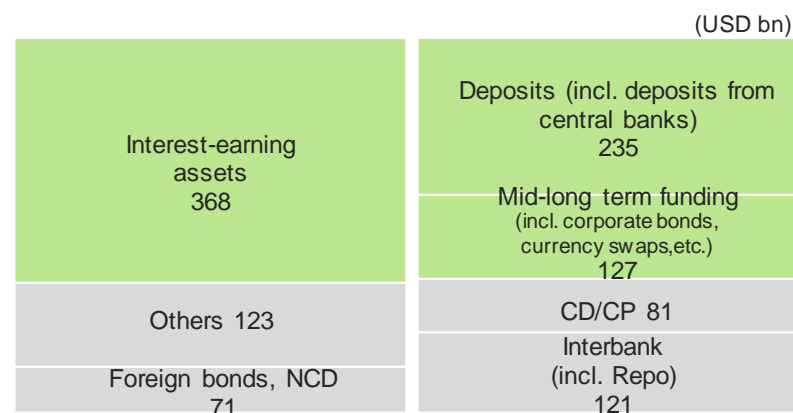 (USD bn)
Interest-earning
assets
368
Others 123
Foreign bonds, NCD
71
Deposits (incl. deposits from
central banks)
235
Mid-long term funding
(incl. corporate bonds,
currency swaps,etc.)
127
CD/CP 81
Interbank
(incl. Repo)
121